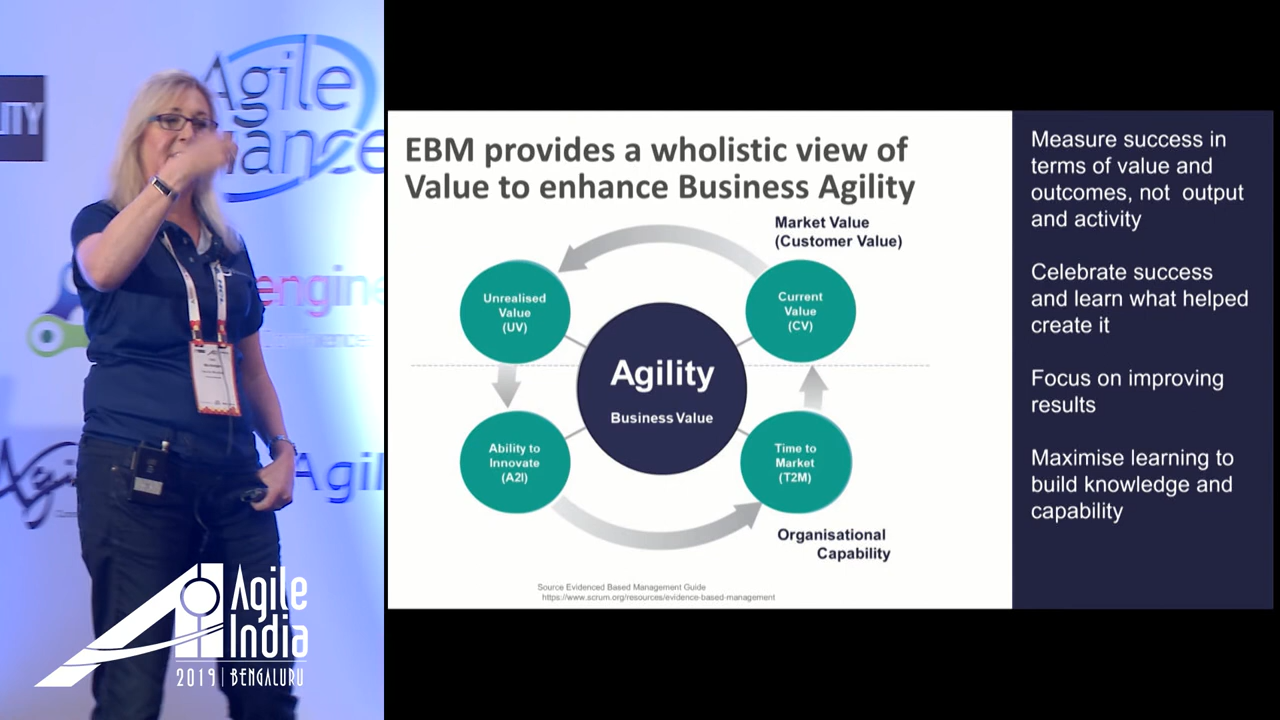 ITY
Agile
engine
Agil
Agile
India
2019 | BENGALURU
EBM provides a wholistic view of
Value to enhance Business Agility
Market Value
(Customer Value)
Unrealised
Value
(UV)
Current
Value
(CV)
Agility
Business Value
Ability to
Innovate
(A2I)
Time to
Market
(T2M)
Organisational
Capability
Source Evidenced Based Management Guide
https://www.scrum.org/resources/evidence-based-management
Measure success in
terms of value and
outcomes, not output
and activity
Celebrate success
and learn what helped
create it
Focus on improving
results
Maximise learning to
build knowledge and
capability